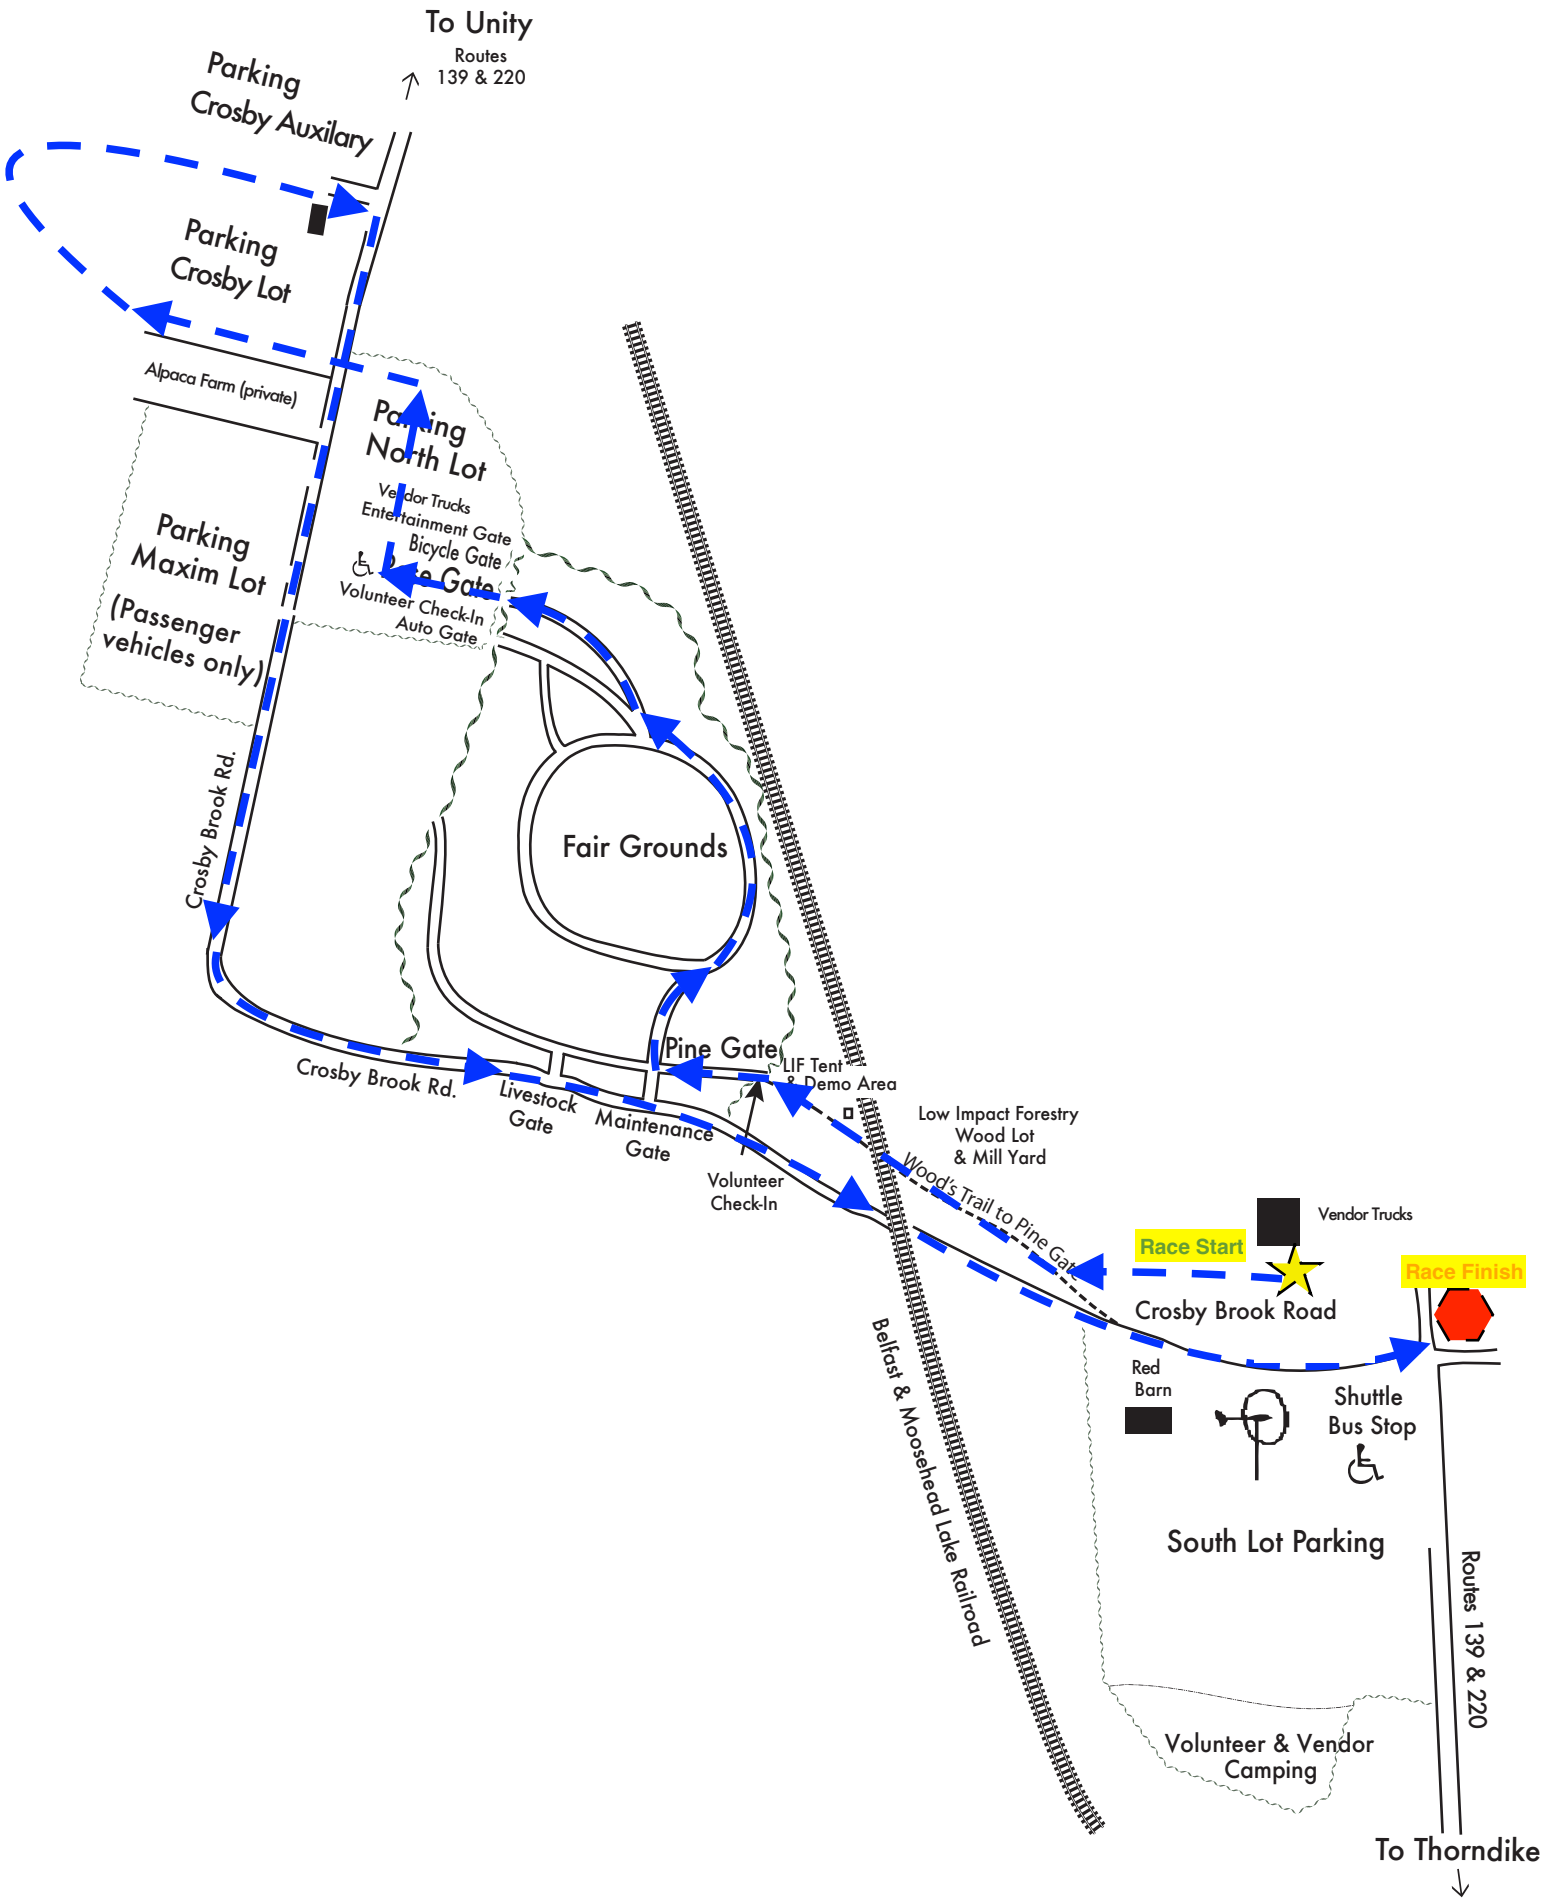 To Unity
Routes
139 & 220
Parking
Crosby Auxilary
Parking
Crosby Lot
Alpaca Farm (private)
Parking
North Lot
Vendor Trucks
Entertainment Gate
Bicycle Gate
Gate
Volunteer Check-In
Auto Gate
Parking
Maxim Lot
(Passenger
vehicles only)
Crosby Brook Rd.
Fair Grounds
Pine Gate
LIF Tent
& Demo Area
Crosby Brook Rd.
Livestock
Gate
Maintenance
Gate
Volunteer
Check-In
Low Impact Forestry
Wood Lot
& Mill Yard
Wood's Trail to Pine Gate
Vendor Trucks
Race Start
Race Finish
Crosby Brook Road
Belfast & Moosehead Lake Railroad
Red
Barn
Shuttle
Bus Stop
South Lot Parking
Routes 139 & 220
Volunteer & Vendor
Camping
To Thorndike